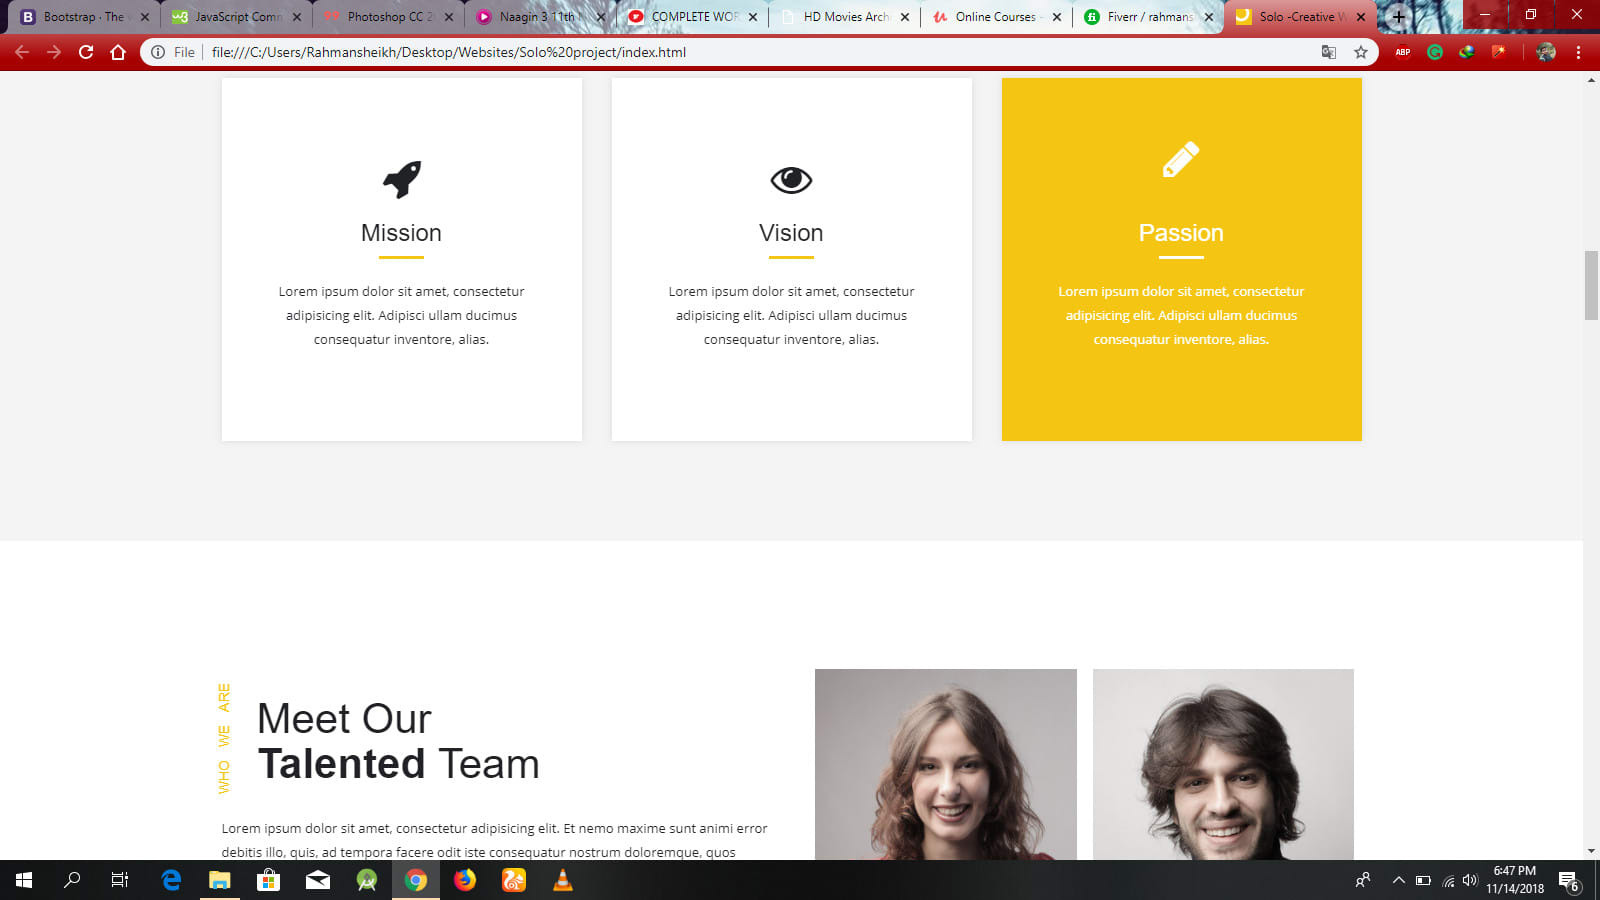 Bootstrap · The
JavaScript Comm
Photoshop CC 2
Naagin 3 11th
COMPLETE WOR
HD Movies Arch
Online Courses -
Fiverr / rahmans
Solo -Creative W
File
file:///C:/Users/Rahmansheikh/Desktop/Websites/Solo%20project/index.html
ABP
Mission
Lorem ipsum dolor sit amet, consectetur
adipisicing elit. Adipisci ullam ducimus
consequatur inventore, alias.
Vision
Lorem ipsum dolor sit amet, consectetur
adipisicing elit. Adipisci ullam ducimus
consequatur inventore, alias.
Passion
Lorem ipsum dolor sit amet, consectetur
adipisicing elit. Adipisci ullam ducimus
consequatur inventore, alias.
WHO WE ARE
Meet Our
Talented Team
Lorem ipsum dolor sit amet, consectetur adipisicing elit. Et nemo maxime sunt animi error
debitis illo, quis, ad tempora facere odit iste consequatur nostrum doloremque, quos
6:47 PM
11/14/2018
6